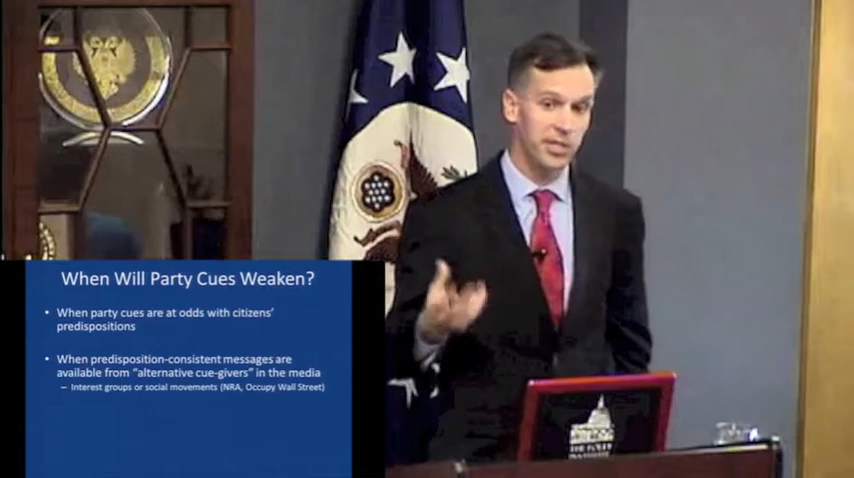 When Will Party Cues Weaken?
• When party cues are at odds with citizens'
predispositions
• When predisposition-consistent messages are
available from "alternative cue-givers" in the media
– Interest groups or social movements (NRA, Occupy Wall Street)